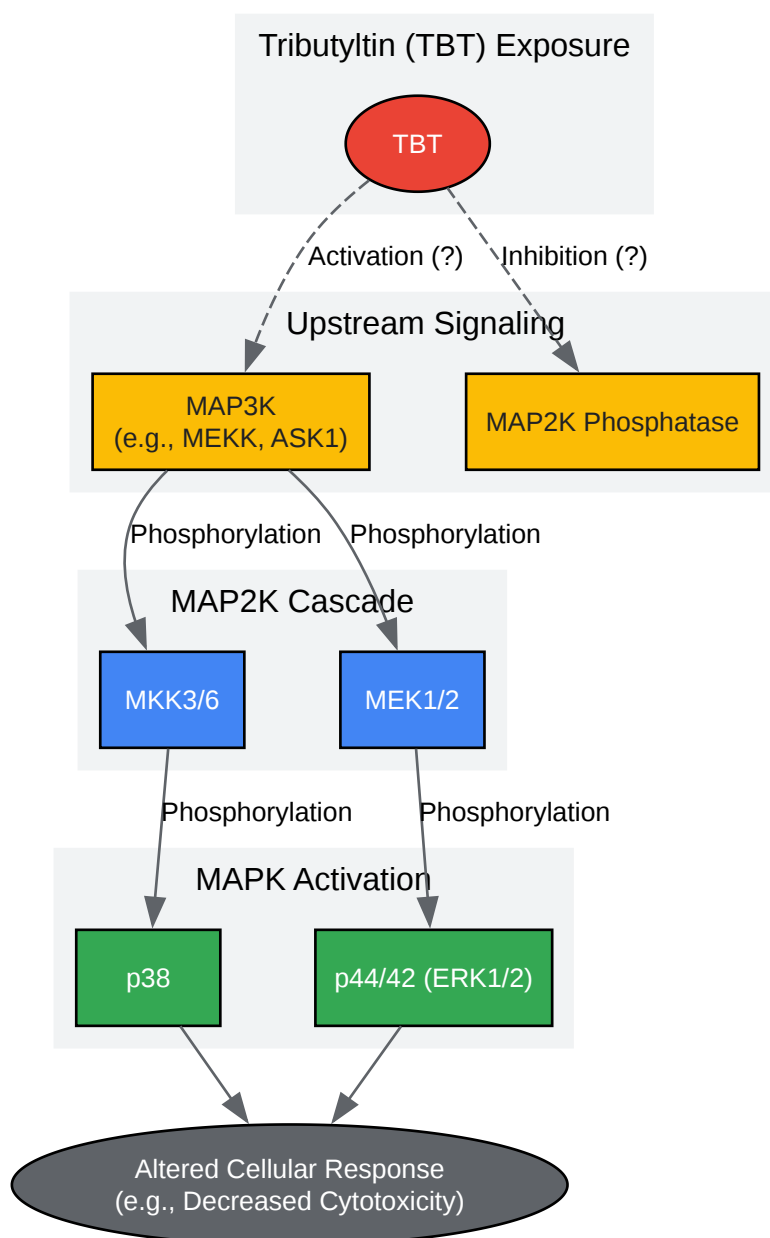 Tributyltin (TBT) Exposure
TBT
Activation (?)
Inhibition (?)
Upstream Signaling
MAP3K
(e.g., MEKK, ASK1)
MAP2K Phosphatase
Phosphorylation
Phosphorylation
MAP2K Cascade
MKK3/6
MEK1/2
Phosphorylation
Phosphorylation
MAPK Activation
p38
p44/42 (ERK1/2)
Altered Cellular Response
(e.g., Decreased Cytotoxicity)